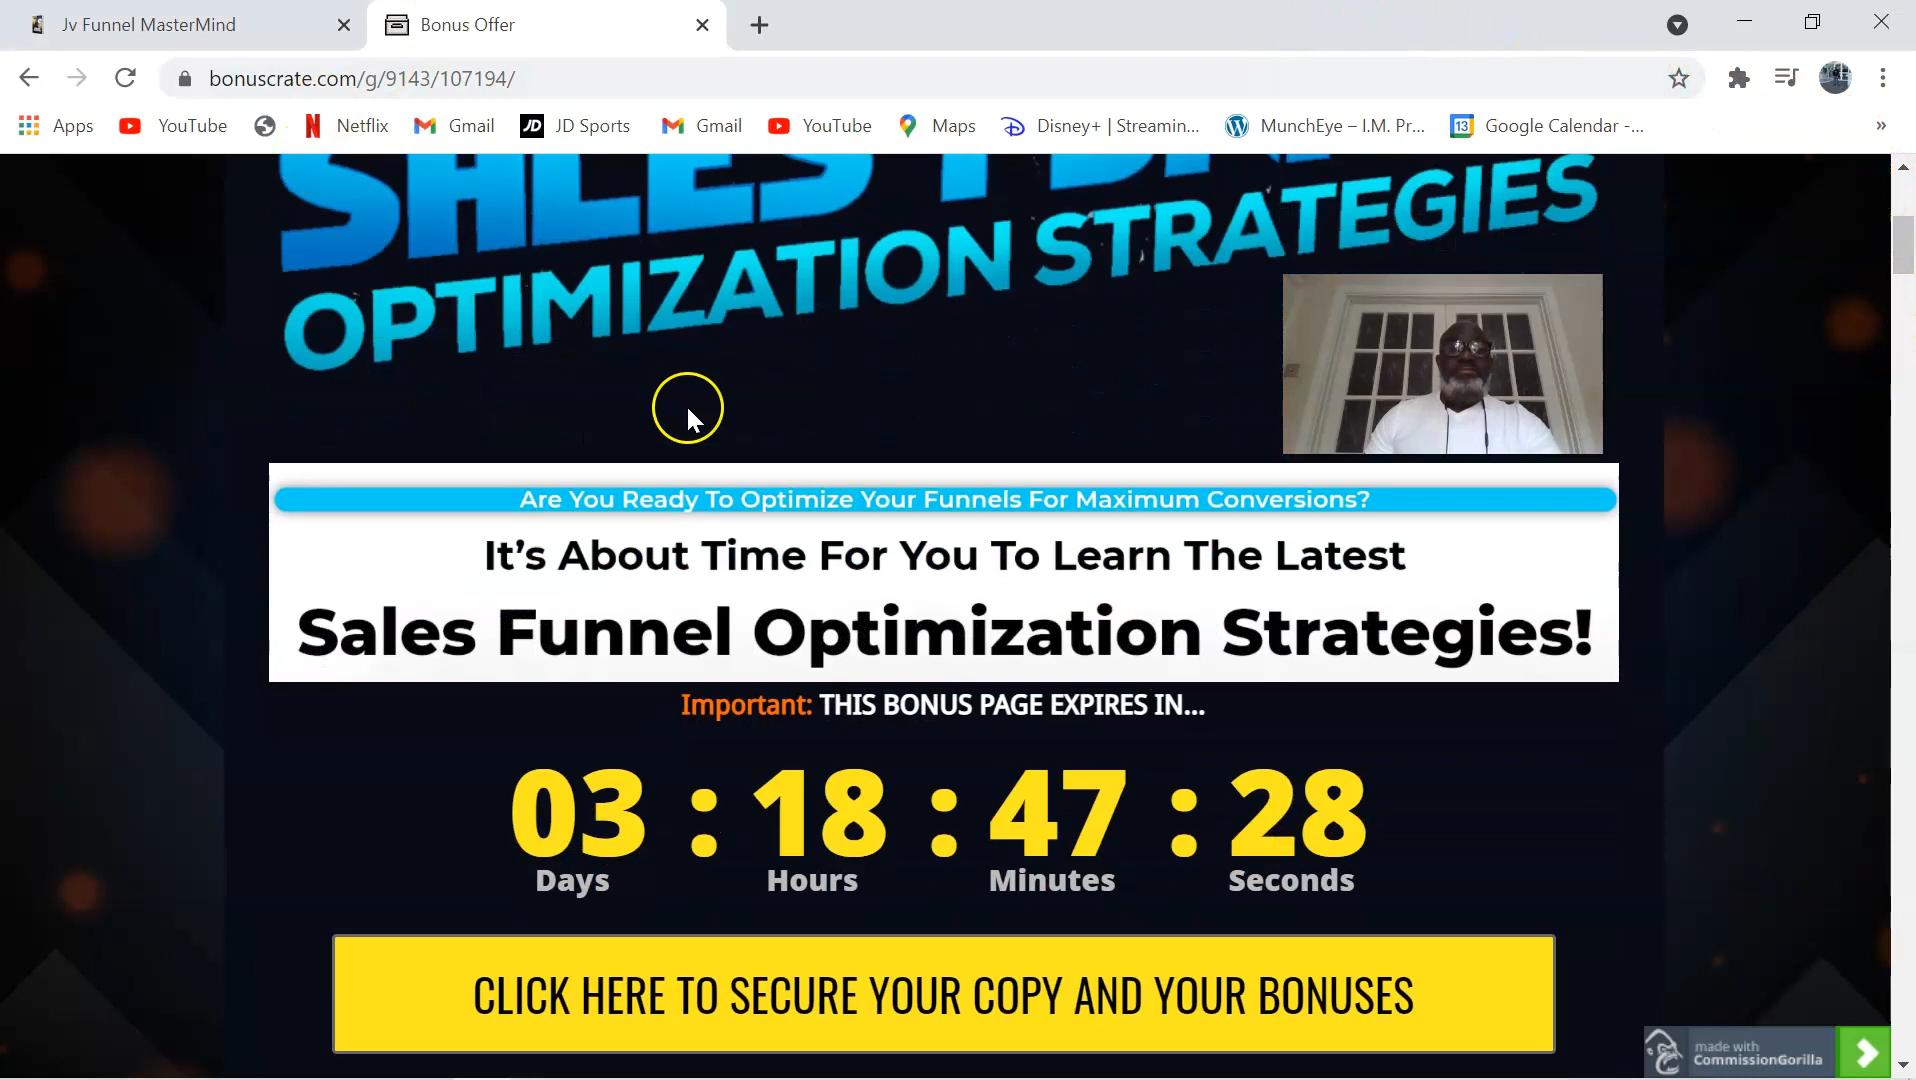 Jv Funnel MasterMind
Bonus Offer
bonuscrate.com/g/9143/107194/
Apps
YouTube
Netflix
Gmail
JD
JD Sports
Gmail
YouTube
Maps
Disney+ | Streamin...
MunchEye – I.M. Pr...
13
Google Calendar -...
»
OPTIMIZATION STRATEGIES
Are You Ready To Optimize Your Funnels For Maximum Conversions?
It's About Time For You To Learn The Latest
Sales Funnel Optimization Strategies!
Important: THIS BONUS PAGE EXPIRES IN...
03 : 18 : 47 : 28
Days Hours Minutes Seconds
CLICK HERE TO SECURE YOUR COPY AND YOUR BONUSES
made with
CommissionGorilla